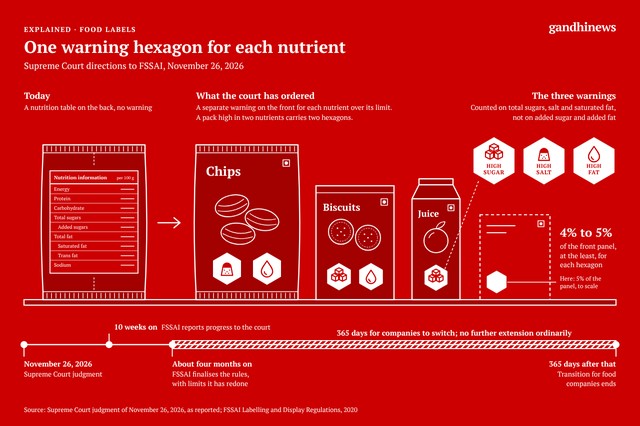 EXPLAINED · FOOD LABELS
gandhinews
One warning hexagon for each nutrient
Supreme Court directions to FSSAI, November 26, 2026
Today
A nutrition table on the back, no warning
What the court has ordered
A separate warning on the front for each nutrient over its limit.
A pack high in two nutrients carries two hexagons.
The three warnings
Counted on total sugars, salt and saturated fat,
not on added sugar and added fat
HIGH
SUGAR
HIGH
SALT
HIGH
FAT
Nutrition information per 100 g
Energy
Protein
Carbohydrate
Total sugars
Added sugars
Total fat
Saturated fat
Trans fat
Sodium
Chips
Biscuits
Juice
4% to 5%
of the front panel,
at the least, for
each hexagon
Here: 5% of the
panel, to scale
10 weeks on FSSAI reports progress to the court
365 days for companies to switch; no further extension ordinarily
November 26, 2026
Supreme Court judgment
About four months on
FSSAI finalises the rules,
with limits it has redone
365 days after that
Transition for food
companies ends
Source: Supreme Court judgment of November 26, 2026, as reported; FSSAI Labelling and Display Regulations, 2020